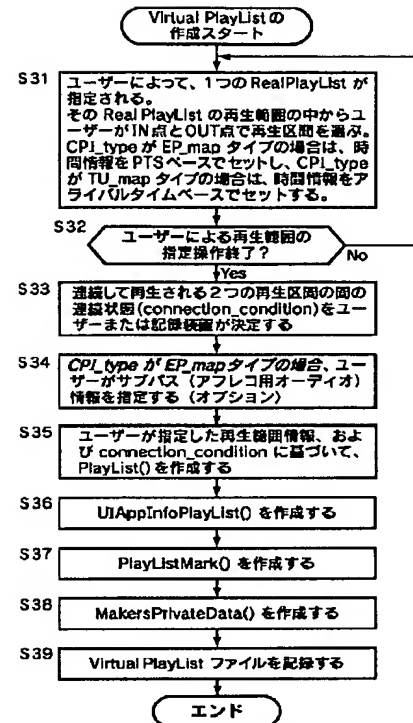 Virtual PlayListの
作成スタート
S31
ユーザーによって、1つの RealPlayList が
指定される。
その Real PlayList の再生範囲の中からユ
ーザーがIN点とOUT点で再生区間を選ぶ。
CPI_type が EP_map タイプの場合は、時
間情報をPTSベースでセットし、CPI_type
が TU_map タイプの場合は、時間情報をア
ライバルタイムベースでセットする。
S32
ユーザーによる再生範囲の
指定操作終了？
No
Yes
S33
連続して再生される2つの再生区間の間の
連続状態(connection_condition)をユー
ザーまたは記録装置が決定する
S34
CPI_type が EP_mapタイプの場合、ユー
ザーがサブパス（アフレコ用オーディオ）
情報を指定する（オプション）
S35
ユーザーが指定した再生範囲情報、およ
び connection_condition に基づいて、
PlayList()を作成する
S36
UIAppInfoPlayList() を作成する
S37
PlayListMark() を作成する
S38
MakersPrivateData() を作成する
S39
Virtual PlayList ファイルを記録する
エンド